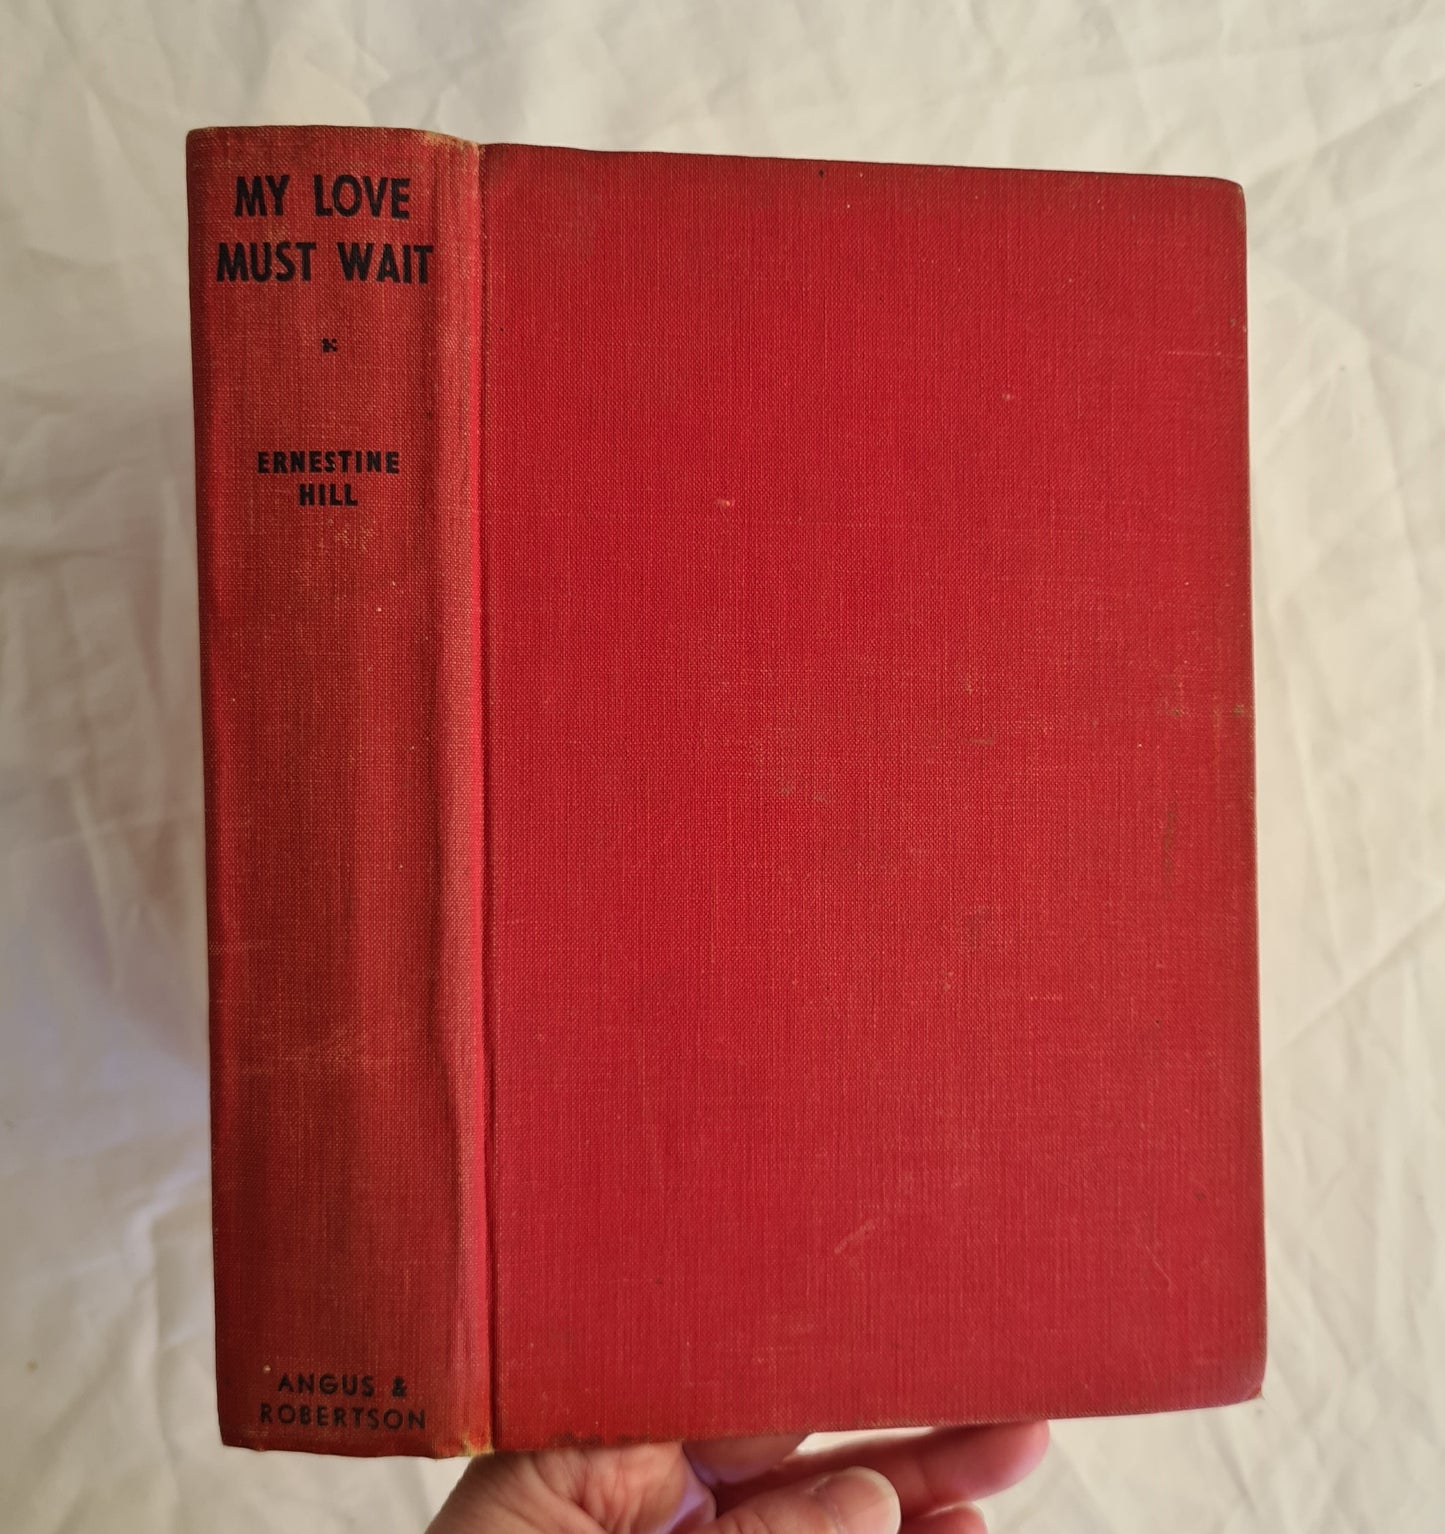 MY LOVE
MUST WAIT
ERNESTINE
HILL
ANGUS &
ROBERTSON